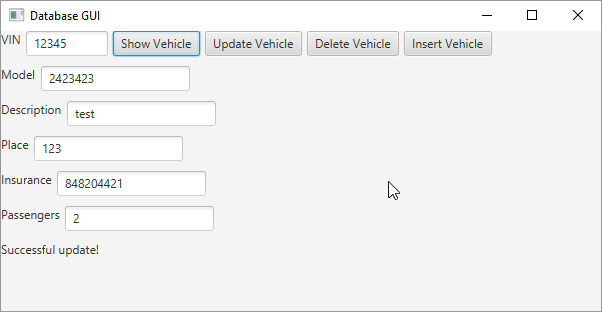 Database GUI
VIN 12345 Show Vehicle Update Vehicle Delete Vehicle Insert Vehicle
Model 2423423
Description test
Place 123
Insurance 848204421
Passengers 2
Successful update!